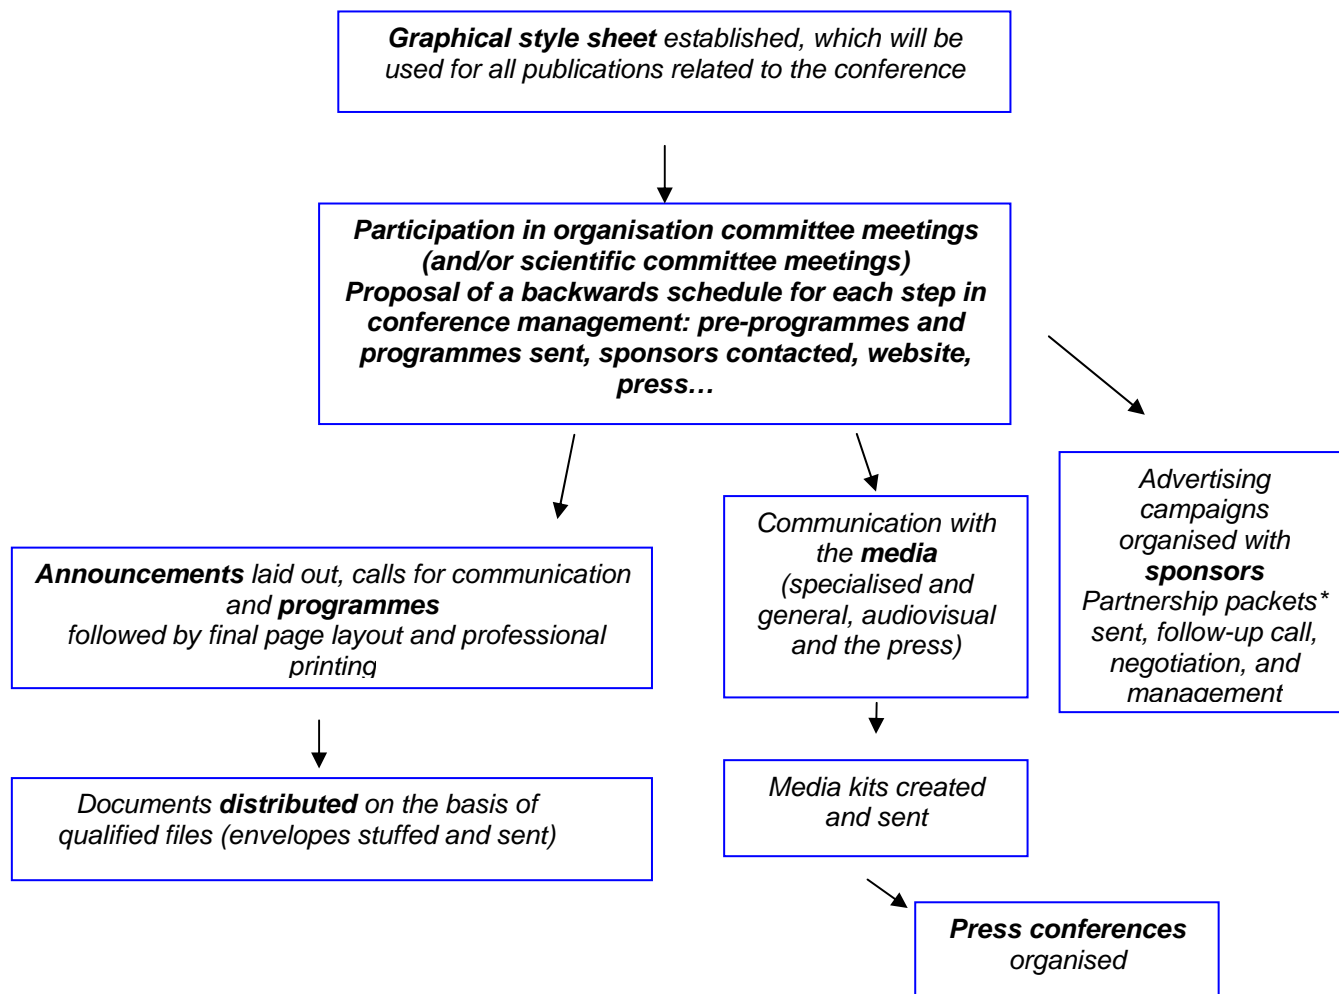 Graphical style sheet established, which will be
used for all publications related to the conference
Participation in organisation committee meetings
(and/or scientific committee meetings)
Proposal of a backwards schedule for each step in
conference management: pre-programmes and
programmes sent, sponsors contacted, website,
press…
Announcements laid out, calls for communication
and programmes
followed by final page layout and professional
printing
Communication with
the media
(specialised and
general, audiovisual
and the press)
Advertising
campaigns
organised with
sponsors
Partnership packets*
sent, follow-up call,
negotiation, and
management
Documents distributed on the basis of
qualified files (envelopes stuffed and sent)
Media kits created
and sent
Press conferences
organised